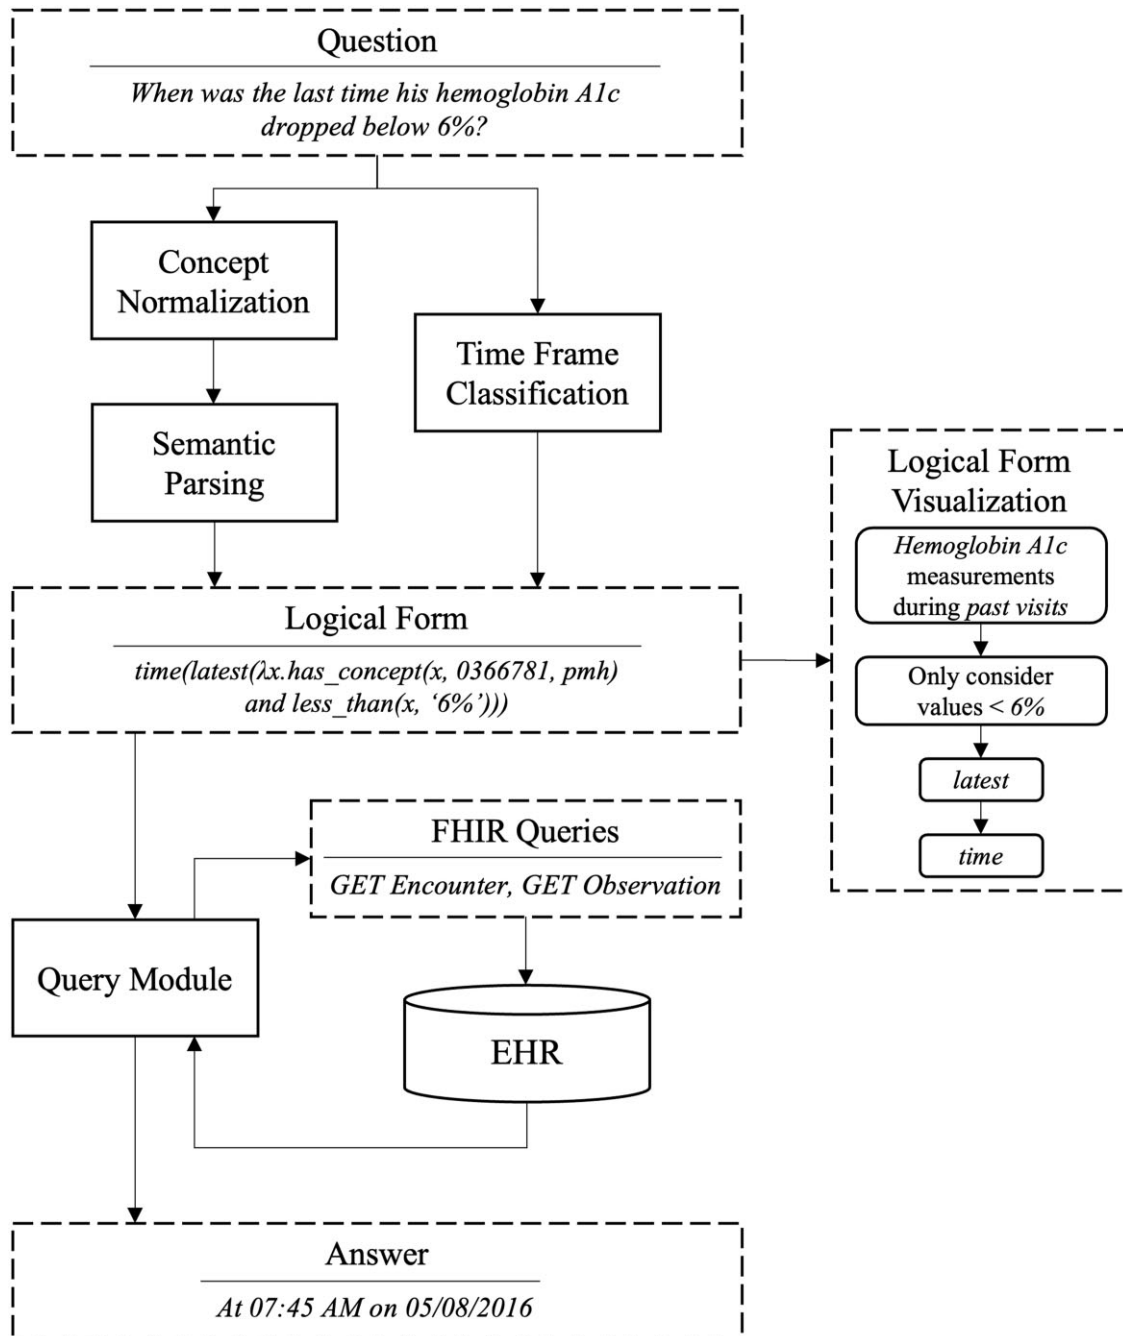 Question
When was the last time his hemoglobin A1c
dropped below 6%?
Concept
Normalization
Time Frame
Classification
Semantic
Parsing
Logical Form
Visualization
Hemoglobin A1c
measurements
during past visits
Only consider
values < 6%
latest
time
Logical Form
time(latest(λx.has_concept(x, 0366781, pmh)
and less_than(x, ‘6%’)))
FHIR Queries
GET Encounter, GET Observation
Query Module
EHR
Answer
At 07:45 AM on 05/08/2016